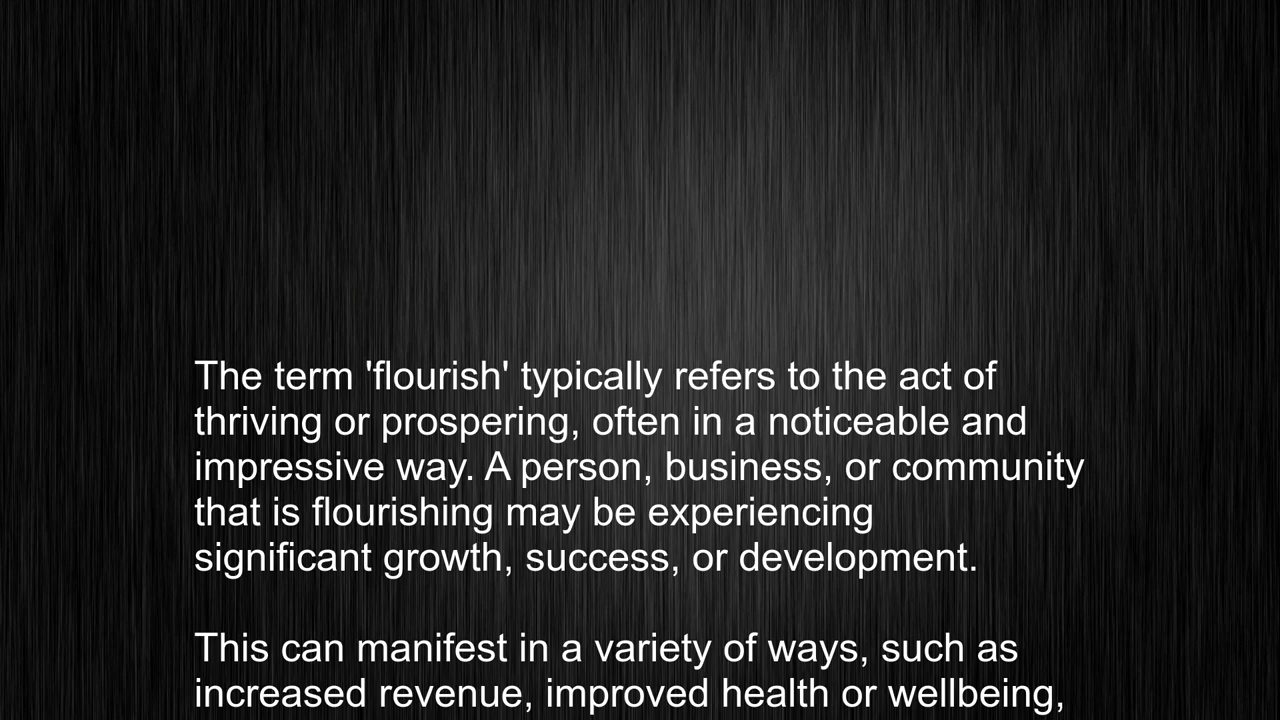 The term 'flourish' typically refers to the act of
thriving or prospering, often in a noticeable and
impressive way. A person, business, or community
that is flourishing may be experiencing
significant growth, success, or development.
This can manifest in a variety of ways, such as
increased revenue, improved health or wellbeing,